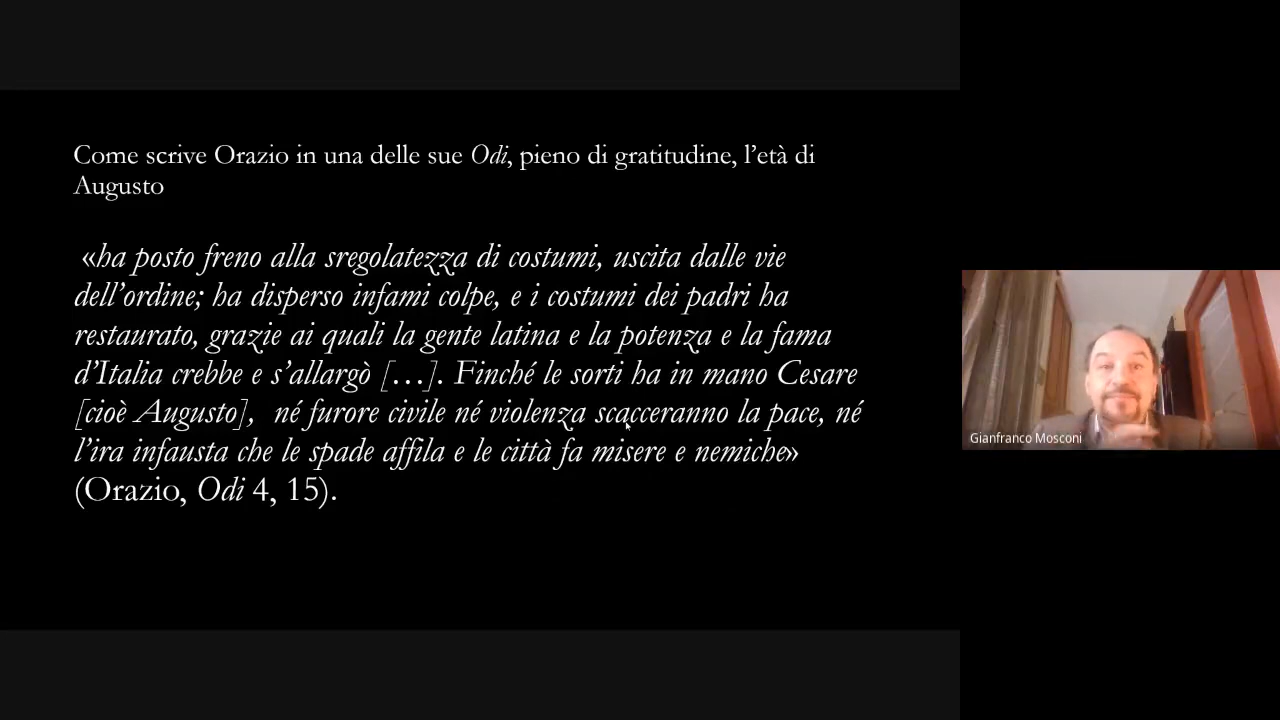 Come scrive Orazio in una delle sue Odi, pieno di gratitudine, l’età di
Augusto
«ha posto freno alla sregolatezza di costumi, uscita dalle vie
dell’ordine; ha disperso infami colpe, e i costumi dei padri ha
restaurato, grazie ai quali la gente latina e la potenza e la fama
d’Italia crebbe e s’allargò […]. Finché le sorti ha in mano Cesare
[cioè Augusto], né furore civile né violenza scacceranno la pace, né
l’ira infausta che le spade affila e le città fa misere e nemiche»
(Orazio, Odi 4, 15).
Gianfranco Mosconi